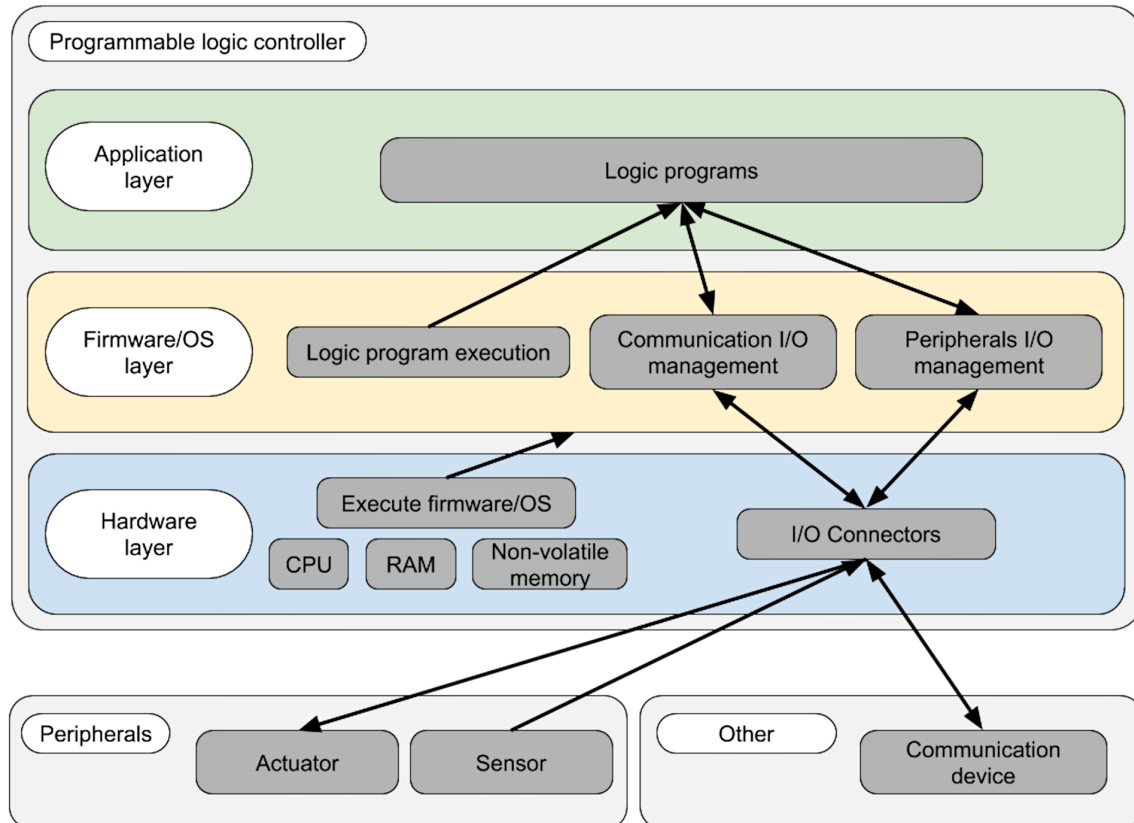 Programmable logic controller
Application
layer
Logic programs
Firmware/OS
layer
Logic program execution
Communication I/O
management
Peripherals I/O
management
Hardware
layer
Execute firmware/OS
CPU
RAM
Non-volatile
memory
I/O Connectors
Peripherals
Actuator
Sensor
Other
Communication
device